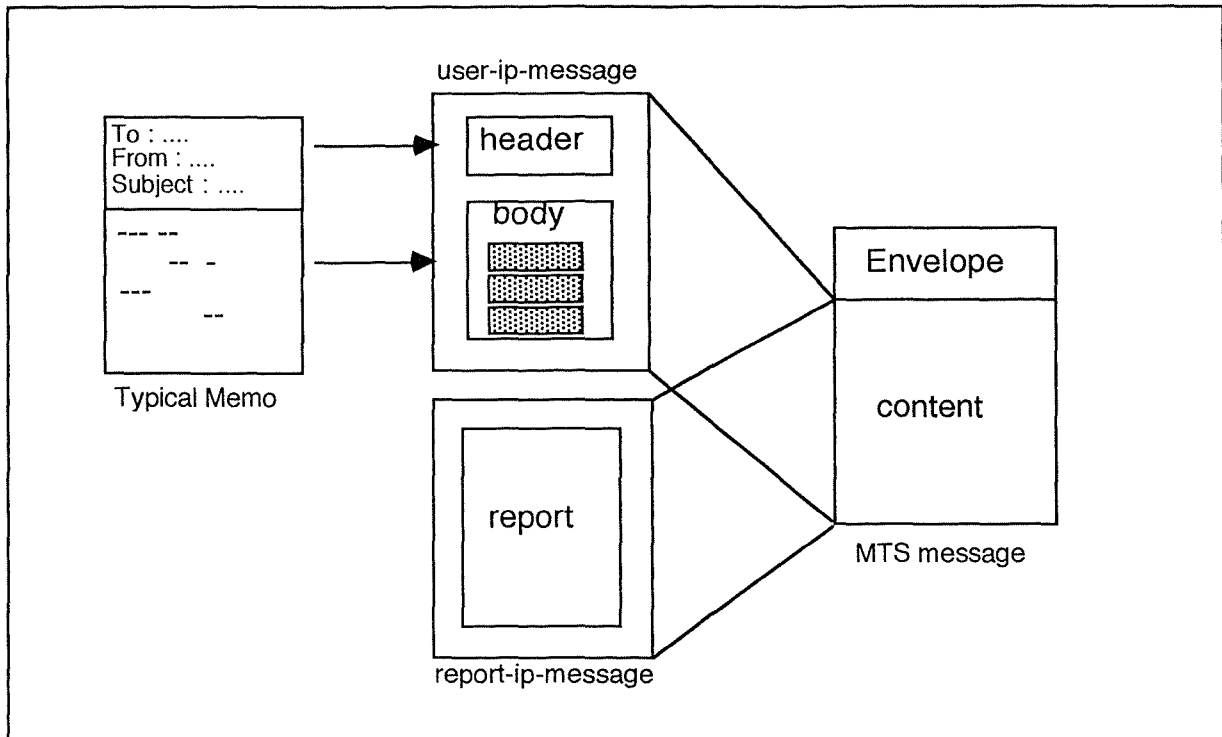 user-ip-message
To : ....
From : ....
Subject : ....
--- --
-- -
---
--
Typical Memo
header
body
Envelope
content
MTS message
report
report-ip-message